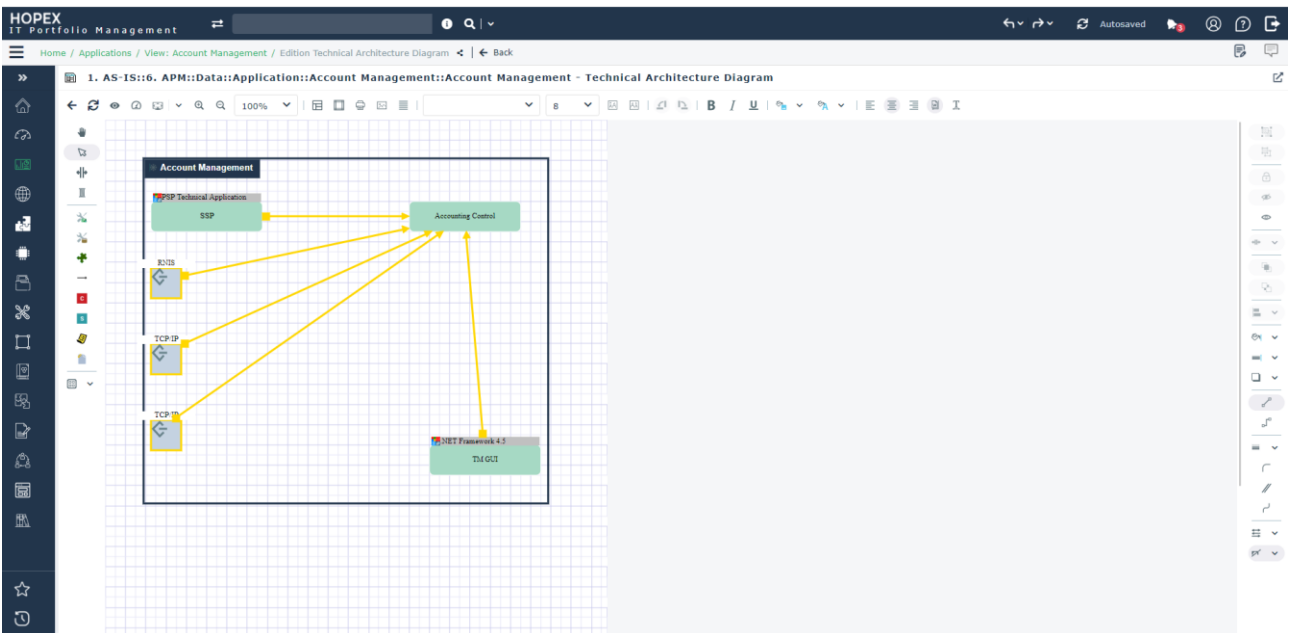 HOPEX
IT Portfolio Management
Autosaved
3
Home / Applications / View: Account Management / Edition Technical Architecture Diagram
Back
1. AS-IS::6. APM::Data::Application::Account Management::Account Management - Technical Architecture Diagram
100%
8
B I U
Account Management
PSP Technical Application
SSP
Accounting Control
RNIS
TCP/IP
TCP/IP
.NET Framework 4.5
TM GUI
C
S